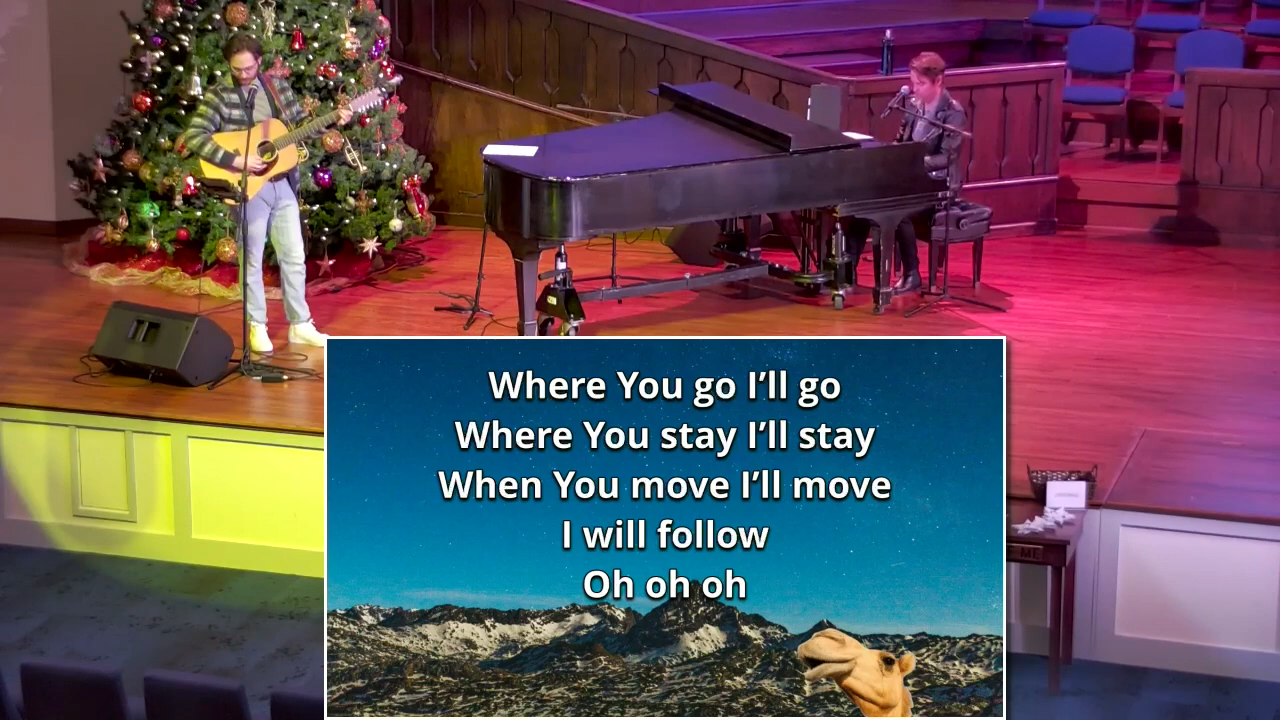 Where You go I’ll go
Where You stay I’ll stay
When You move I’ll move
I will follow
Oh oh oh
ME